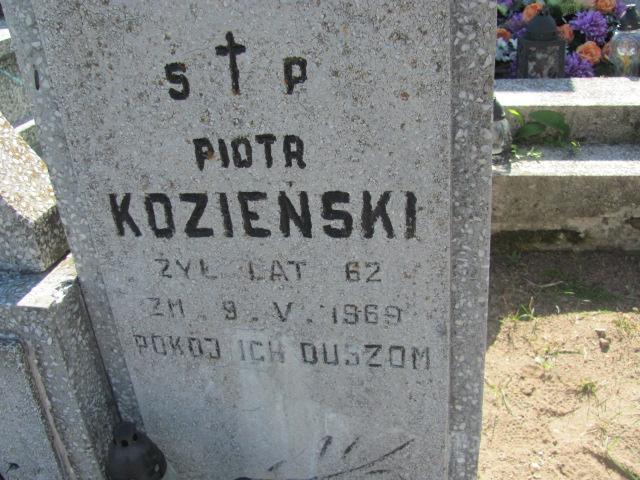 Ś † P
PIOTR
KOZIEŃSKI
ŻYŁ LAT 62
ZM. 9. V. 1969
POKÓJ ICH DUSZOM